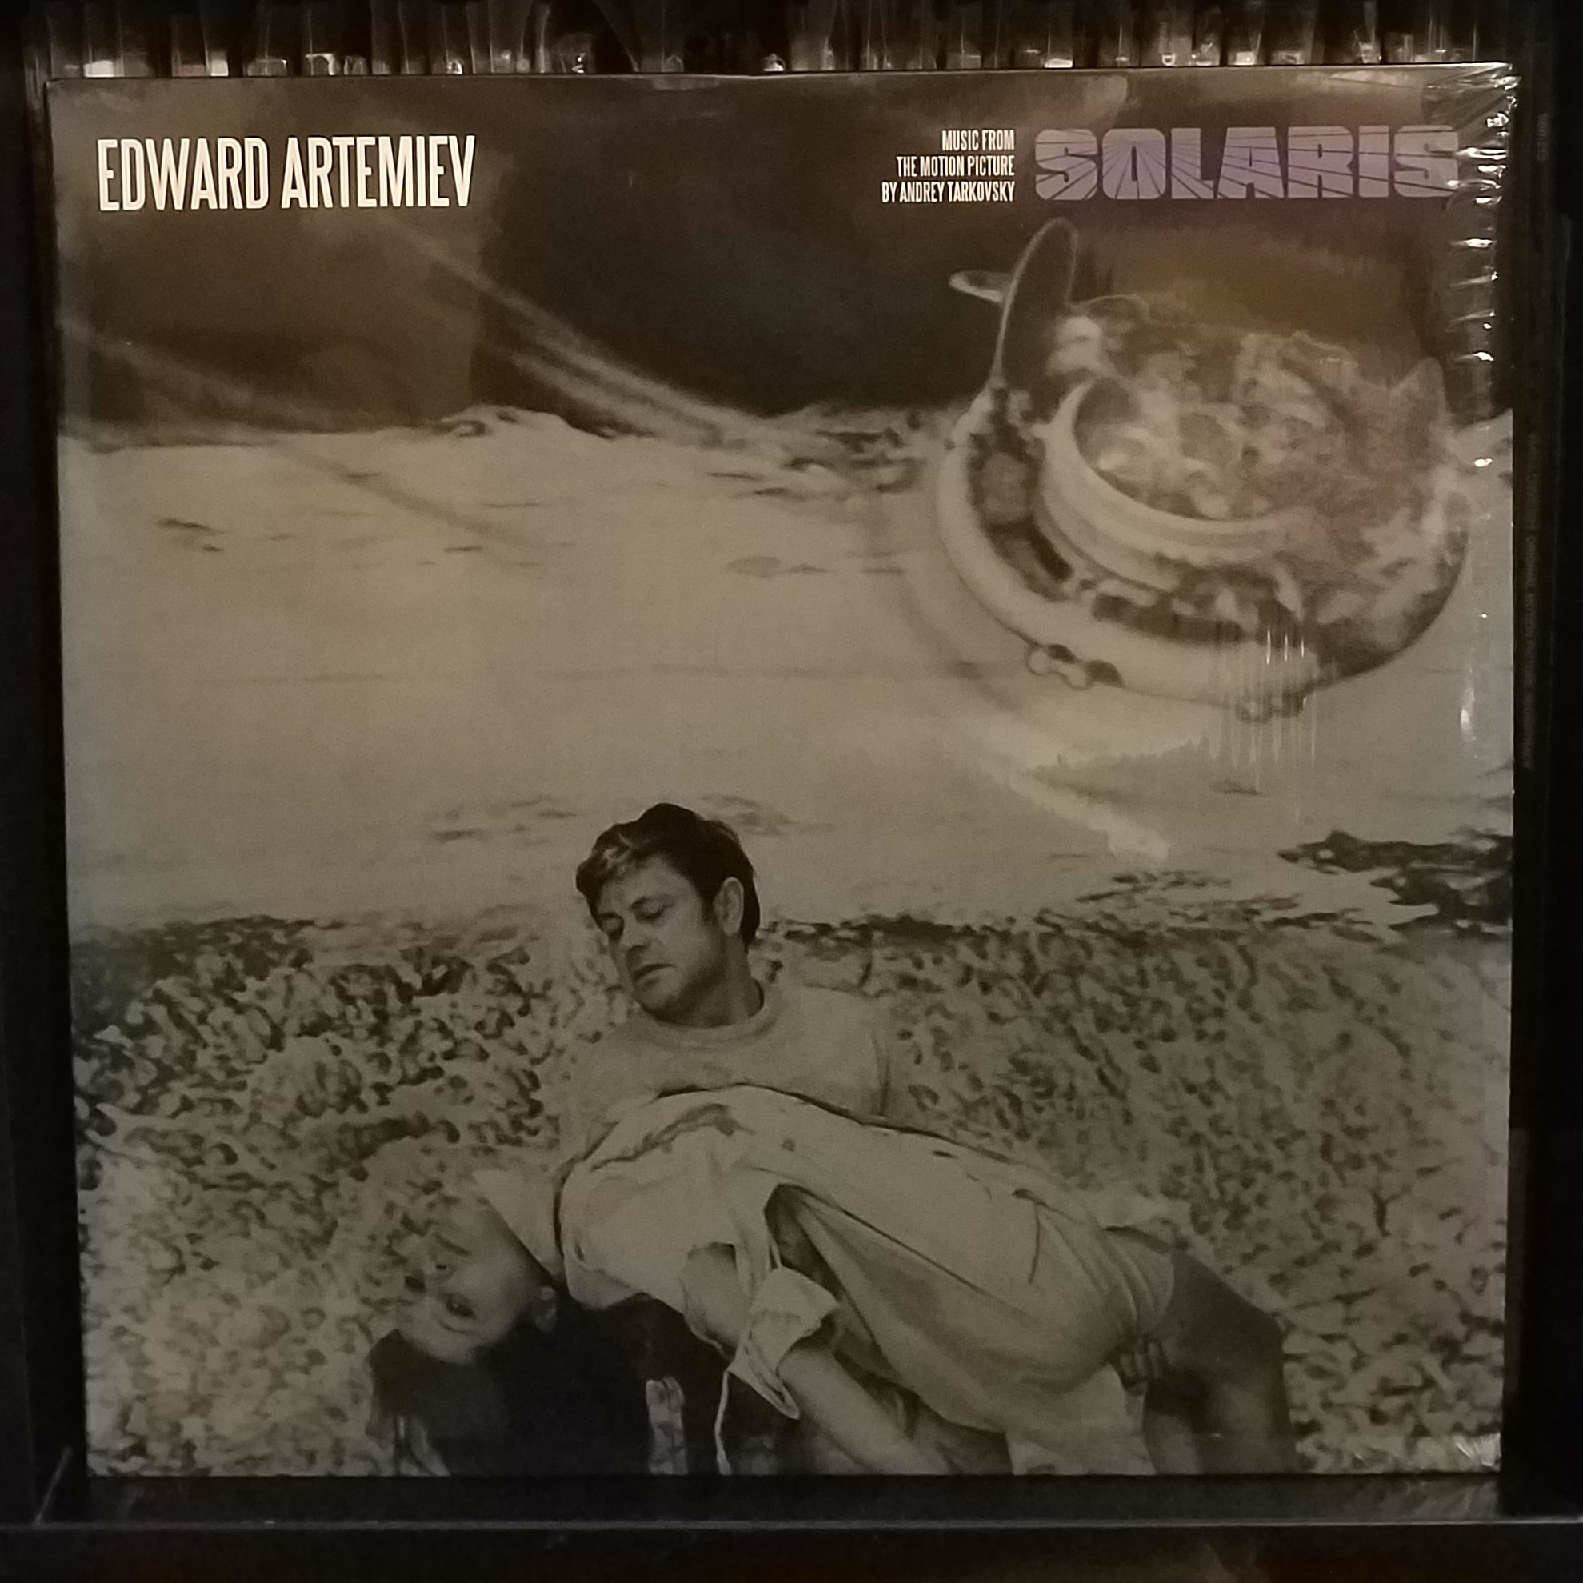 EDWARD ARTEMIEV
MUSIC FROM
THE MOTION PICTURE
BY ANDREY TARKOVSKY
SOLARIS